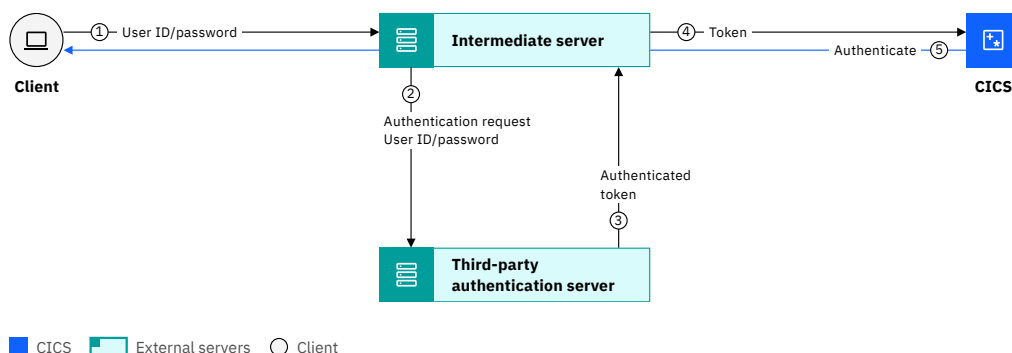 1 User ID/password
Intermediate server
4 Token
Authenticate 5
Client
CICS
2
Authentication request
User ID/password
Authenticated
token
3
Third-party
authentication server
CICS External servers Client